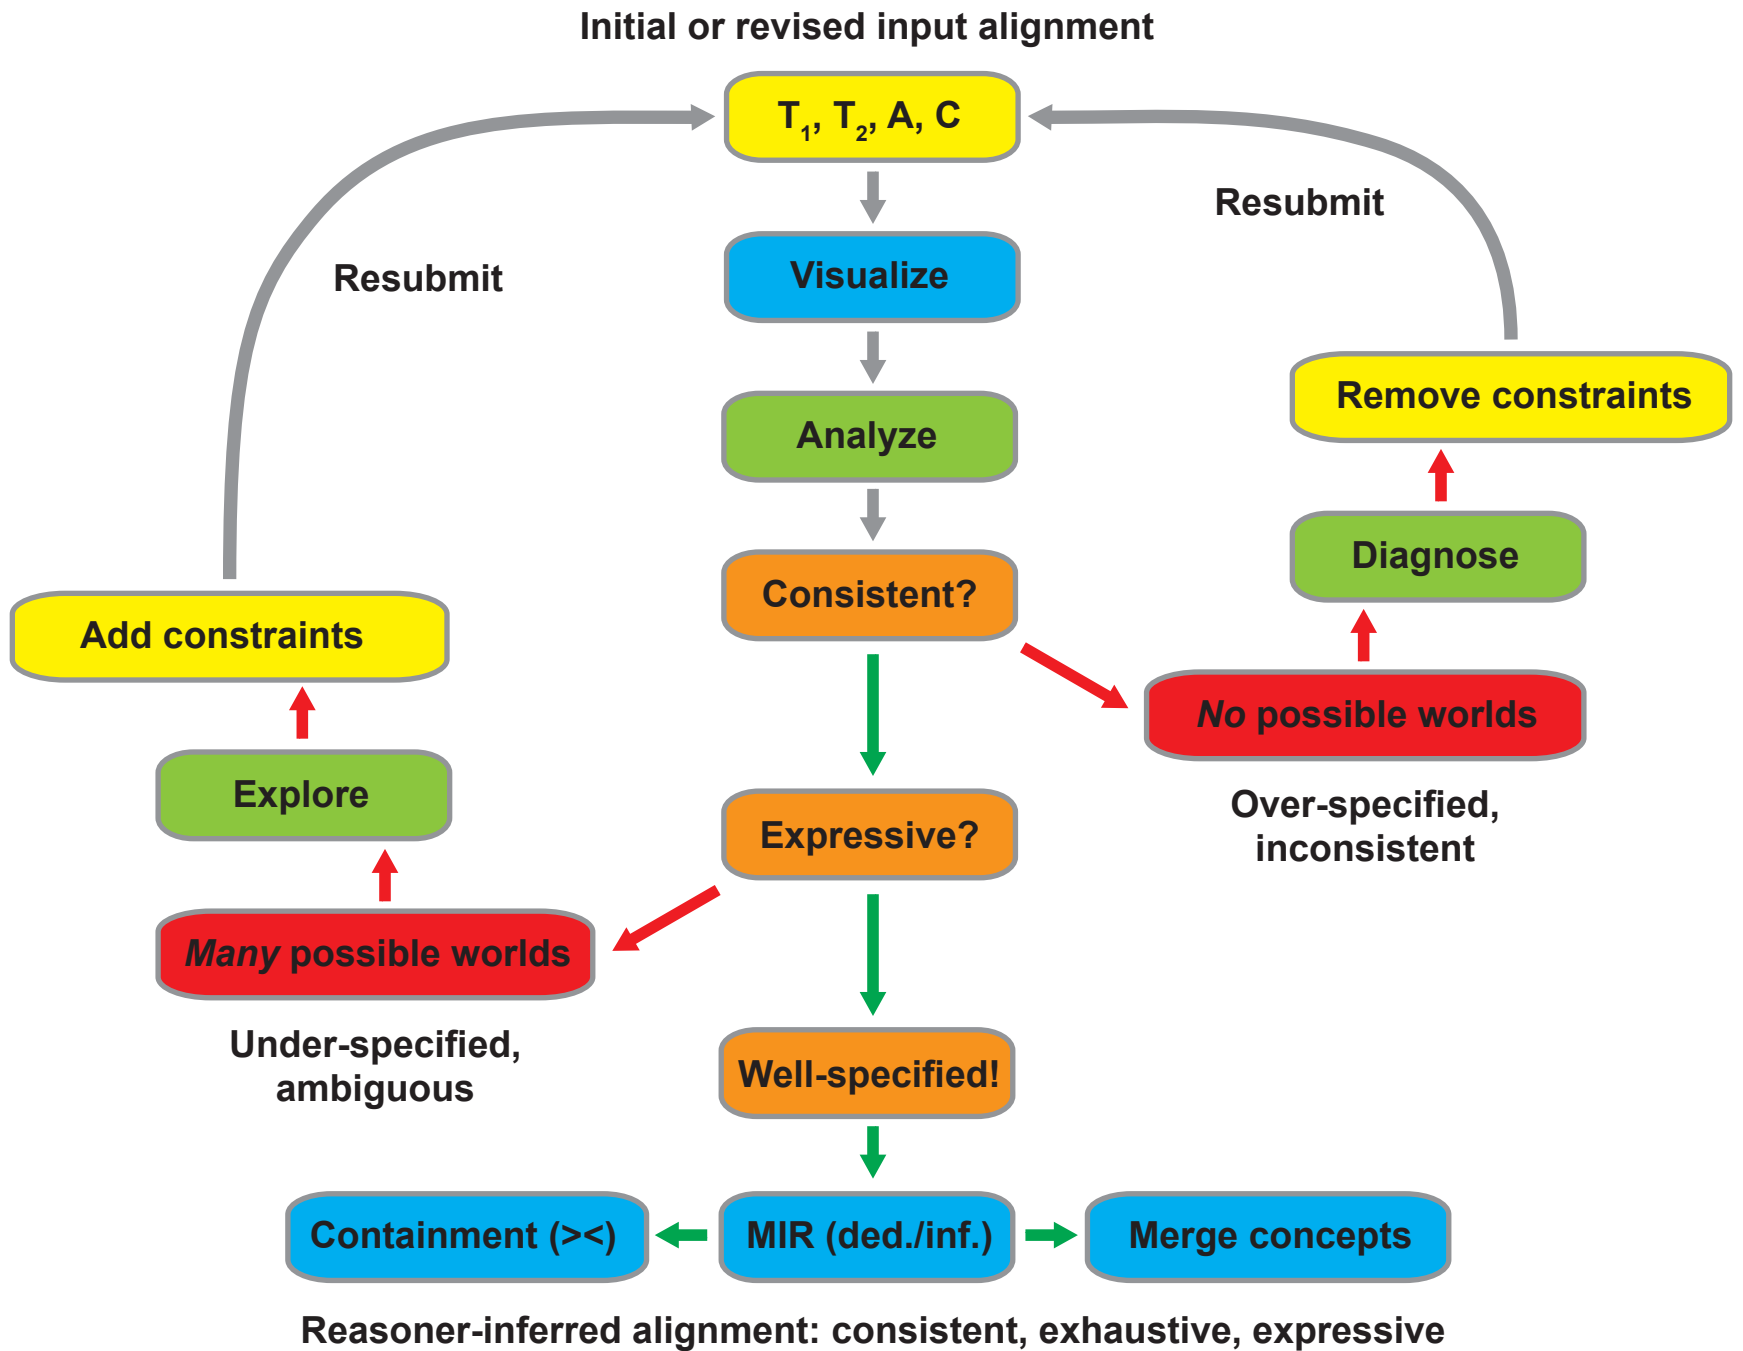 Initial or revised input alignment
T1, T2, A, C
Resubmit
Visualize
Resubmit
Remove constraints
Analyze
Diagnose
Consistent?
Add constraints
No possible worlds
Explore
Over-specified,
inconsistent
Expressive?
Many possible worlds
Under-specified,
ambiguous
Well-specified!
Containment (><)
MIR (ded./inf.)
Merge concepts
Reasoner-inferred alignment: consistent, exhaustive, expressive